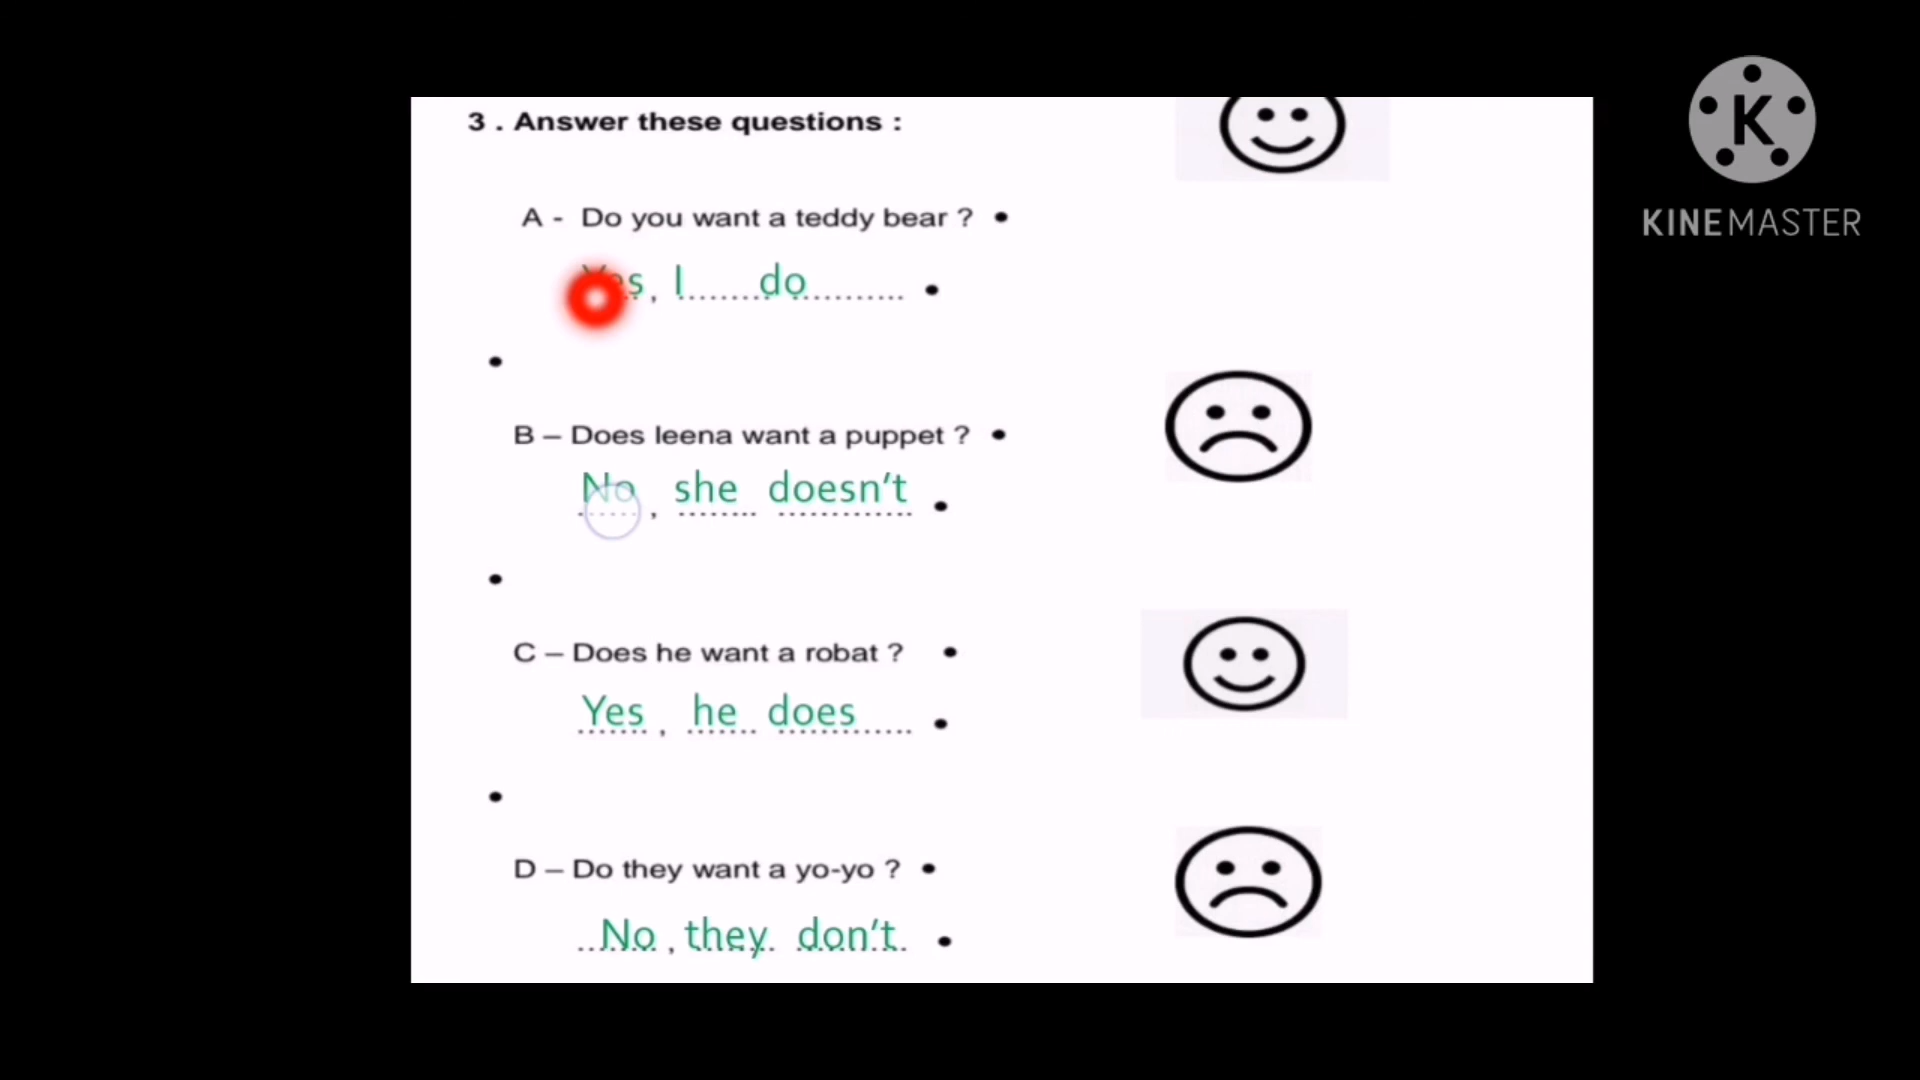 3 . Answer these questions :
A - Do you want a teddy bear ? •
Yes , I do •
•
B – Does leena want a puppet ? •
No , she doesn't •
•
C – Does he want a robat ? •
Yes , he does •
•
D – Do they want a yo-yo ? •
No , they don't •
K
KINEMASTER